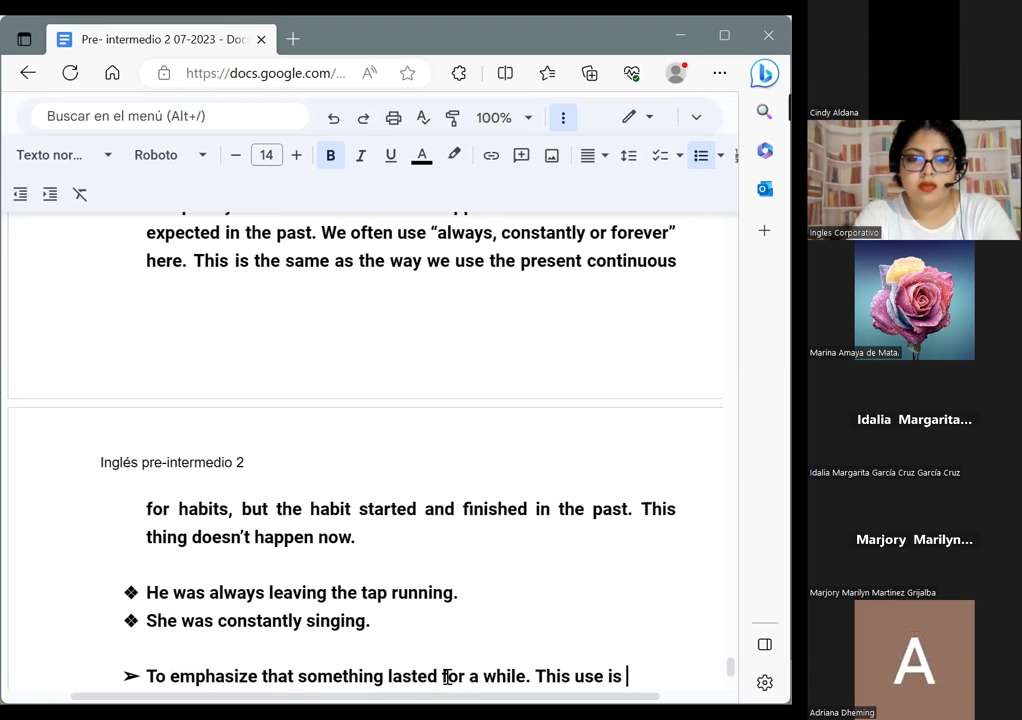 Pre- intermedio 2 07-2023 - Doc
https://docs.google.com/...
Buscar en el menú (Alt+/)
100%
Texto nor...
Roboto
14
B
I
U
A
expected in the past. We often use “always, constantly or forever”
here. This is the same as the way we use the present continuous
Inglés pre-intermedio 2
for habits, but the habit started and finished in the past. This
thing doesn’t happen now.
❖ He was always leaving the tap running.
❖ She was constantly singing.
➢ To emphasize that something lasted for a while. This use is
Cindy Aldana
Ingles Corporativo
Marina Amaya de Mata.
Idalia Margarita...
Idalia Margarita García Cruz García Cruz
Marjory Marilyn...
Marjory Marilyn Martinez Grijalba
A
Adriana Dheming